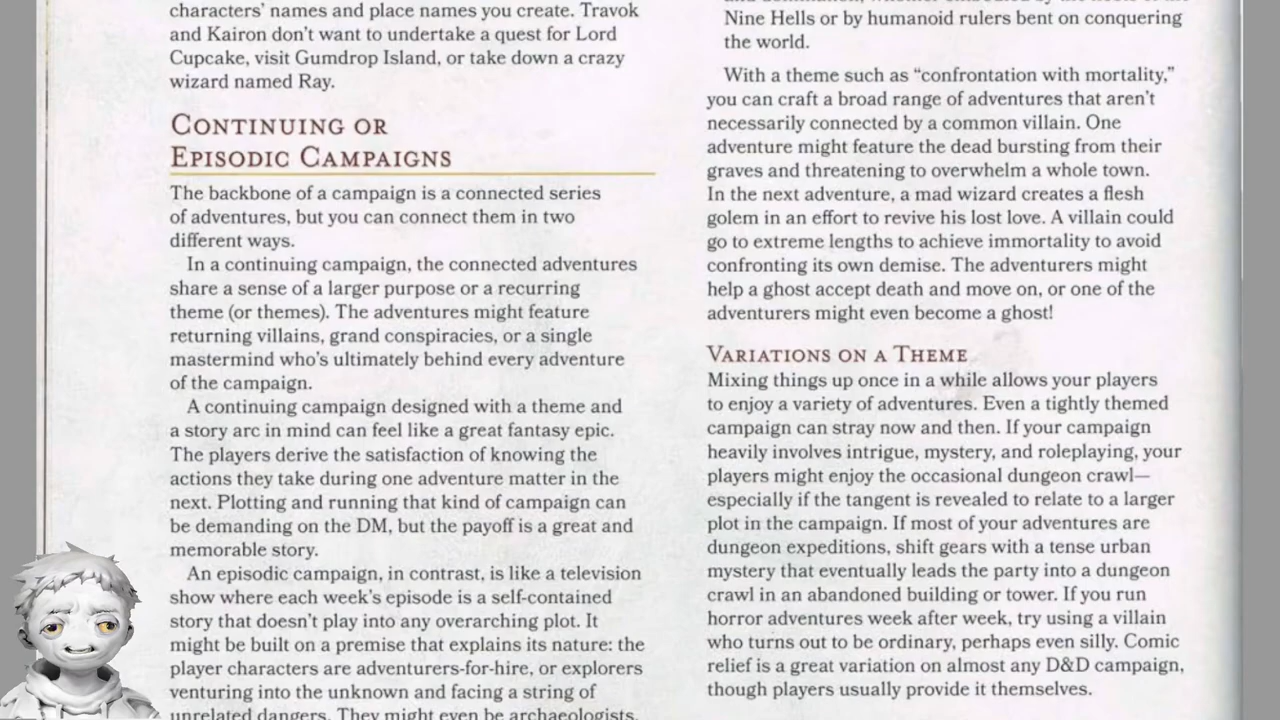 characters' names and place names you create. Travok
and Kairon don't want to undertake a quest for Lord
Cupcake, visit Gumdrop Island, or take down a crazy
wizard named Ray.
CONTINUING OR
EPISODIC CAMPAIGNS
The backbone of a campaign is a connected series
of adventures, but you can connect them in two
different ways.
In a continuing campaign, the connected adventures
share a sense of a larger purpose or a recurring
theme (or themes). The adventures might feature
returning villains, grand conspiracies, or a single
mastermind who's ultimately behind every adventure
of the campaign.
A continuing campaign designed with a theme and
a story arc in mind can feel like a great fantasy epic.
The players derive the satisfaction of knowing the
actions they take during one adventure matter in the
next. Plotting and running that kind of campaign can
be demanding on the DM, but the payoff is a great and
memorable story.
An episodic campaign, in contrast, is like a television
show where each week's episode is a self-contained
story that doesn't play into any overarching plot. It
might be built on a premise that explains its nature: the
player characters are adventurers-for-hire, or explorers
venturing into the unknown and facing a string of
unrelated dangers. They might even be archaeologists,
Nine Hells or by humanoid rulers bent on conquering
the world.
With a theme such as “confrontation with mortality,”
you can craft a broad range of adventures that aren't
necessarily connected by a common villain. One
adventure might feature the dead bursting from their
graves and threatening to overwhelm a whole town.
In the next adventure, a mad wizard creates a flesh
golem in an effort to revive his lost love. A villain could
go to extreme lengths to achieve immortality to avoid
confronting its own demise. The adventurers might
help a ghost accept death and move on, or one of the
adventurers might even become a ghost!
VARIATIONS ON A THEME
Mixing things up once in a while allows your players
to enjoy a variety of adventures. Even a tightly themed
campaign can stray now and then. If your campaign
heavily involves intrigue, mystery, and roleplaying, your
players might enjoy the occasional dungeon crawl—
especially if the tangent is revealed to relate to a larger
plot in the campaign. If most of your adventures are
dungeon expeditions, shift gears with a tense urban
mystery that eventually leads the party into a dungeon
crawl in an abandoned building or tower. If you run
horror adventures week after week, try using a villain
who turns out to be ordinary, perhaps even silly. Comic
relief is a great variation on almost any D&D campaign,
though players usually provide it themselves.